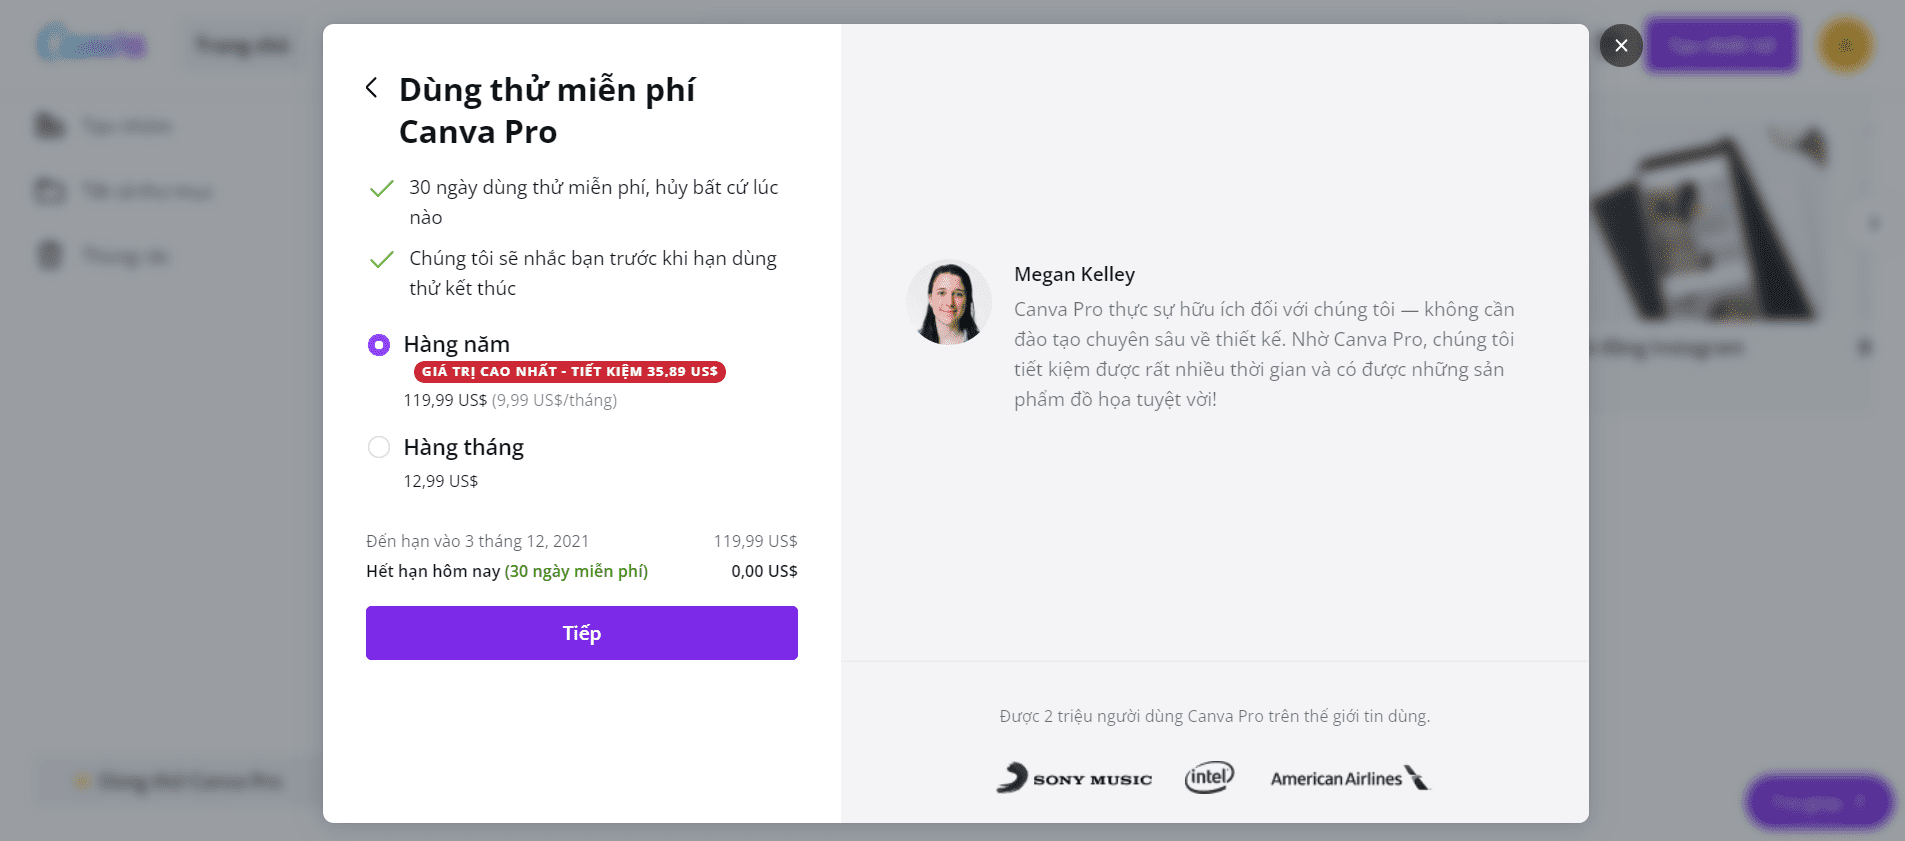 Canva
Trang chủ
Dùng thử miễn phí
Canva Pro
30 ngày dùng thử miễn phí, hủy bất cứ lúc
nào
Chúng tôi sẽ nhắc bạn trước khi hạn dùng
thử kết thúc
Hàng năm
GIÁ TRỊ CAO NHẤT - TIẾT KIỆM 35,89 US$
119,99 US$ (9,99 US$/tháng)
Hàng tháng
12,99 US$
Đến hạn vào 3 tháng 12, 2021 119,99 US$
Hết hạn hôm nay (30 ngày miễn phí) 0,00 US$
Tiếp
Megan Kelley
Canva Pro thực sự hữu ích đối với chúng tôi — không cần
đào tạo chuyên sâu về thiết kế. Nhờ Canva Pro, chúng tôi
tiết kiệm được rất nhiều thời gian và có được những sản
phẩm đồ họa tuyệt vời!
Được 2 triệu người dùng Canva Pro trên thế giới tin dùng.
SONY MUSIC
intel
American Airlines
Dùng thử Canva Pro